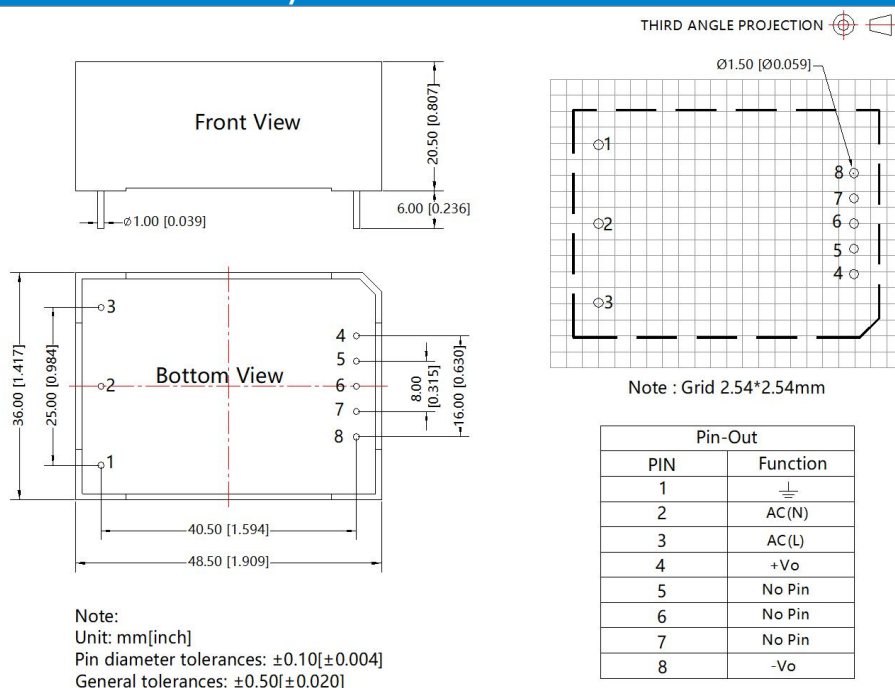 THIRD ANGLE PROJECTION
Front View
20.50 [0.807]
6.00 [0.236]
⌀1.00 [0.039]
Ø1.50 [Ø0.059]
1
2
3
8
7
6
5
4
Note : Grid 2.54*2.54mm
Bottom View
3
2
1
4
5
6
7
8
36.00 [1.417]
25.00 [0.984]
8.00
[0.315]
16.00 [0.630]
40.50 [1.594]
48.50 [1.909]
Pin-Out
PIN Function
1 ⏚
2 AC(N)
3 AC(L)
4 +Vo
5 No Pin
6 No Pin
7 No Pin
8 -Vo
Note:
Unit: mm[inch]
Pin diameter tolerances: ±0.10[±0.004]
General tolerances: ±0.50[±0.020]